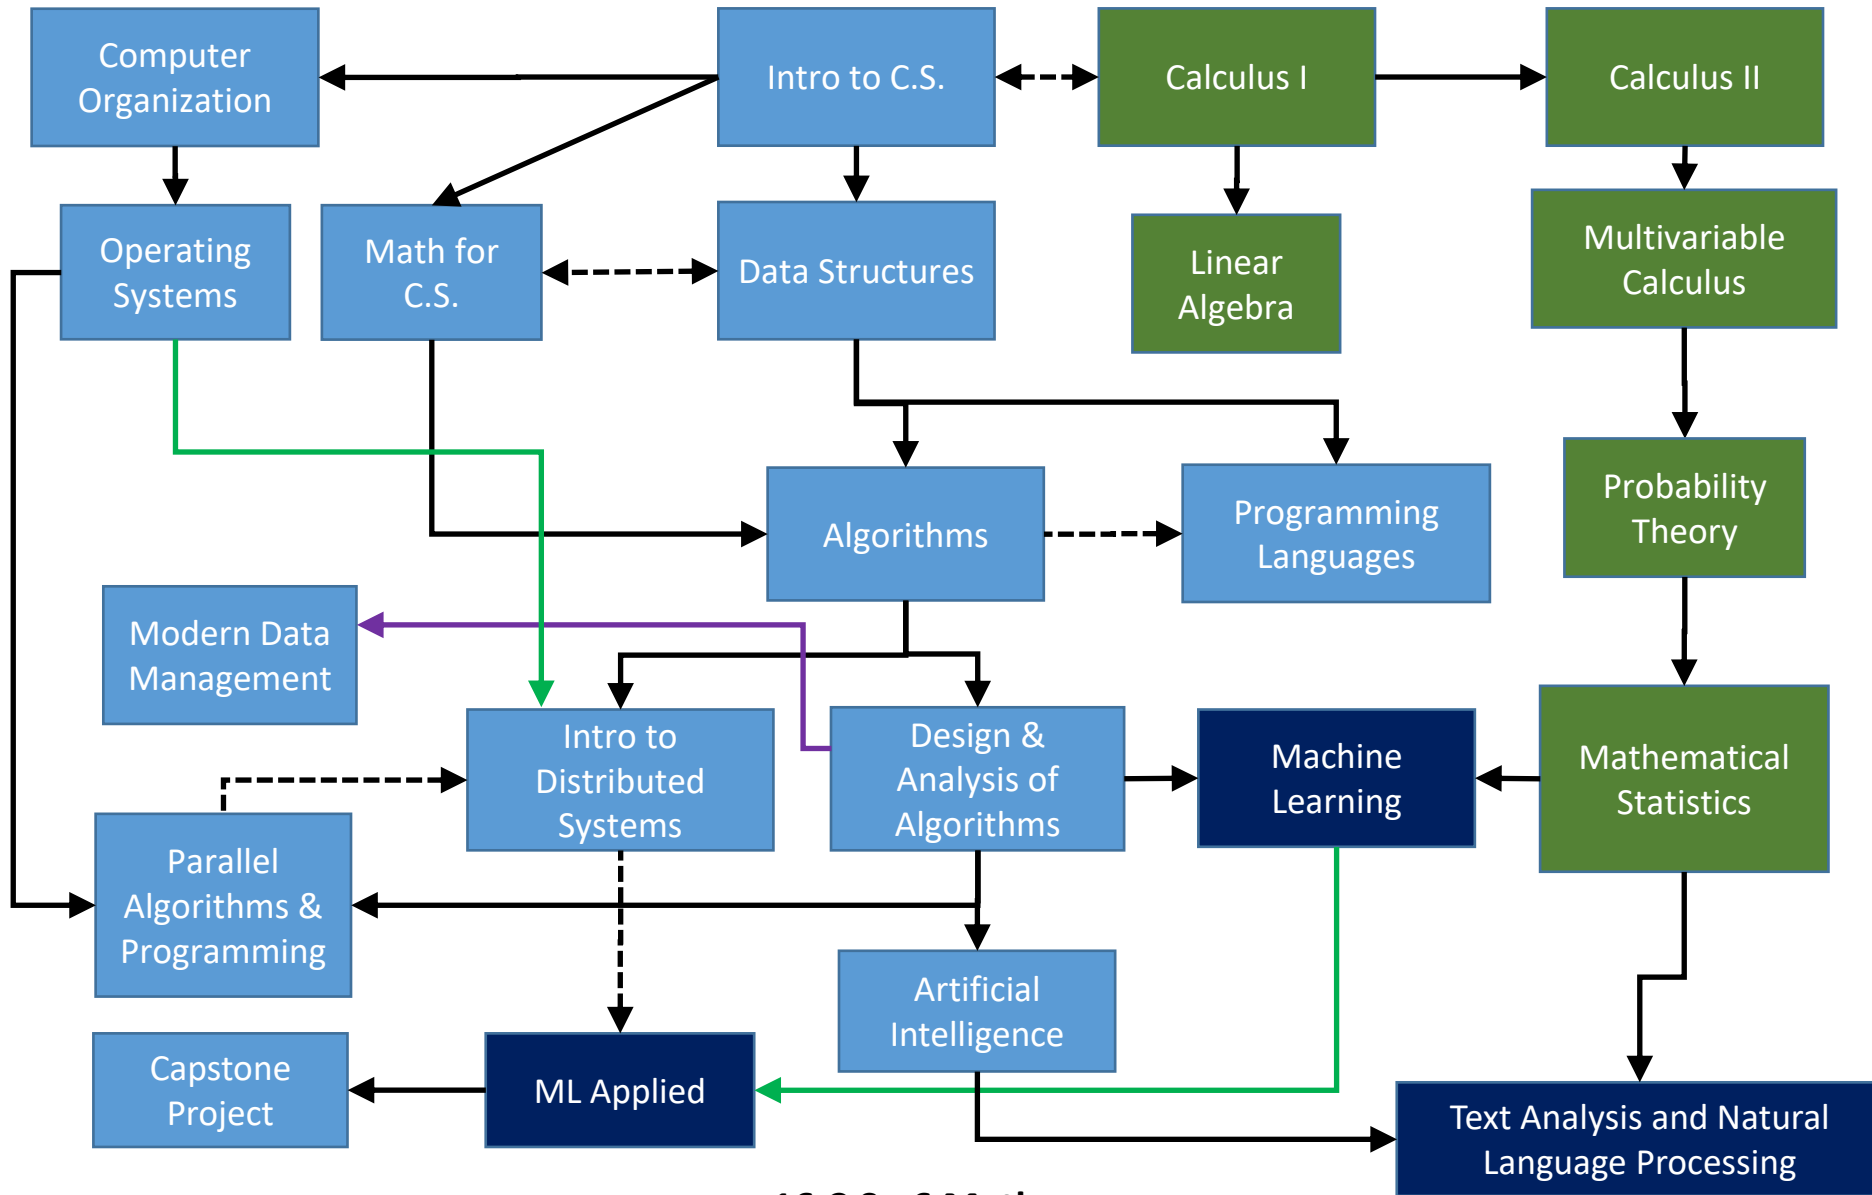 Computer
Organization
Intro to C.S.
Calculus I
Calculus II
Operating
Systems
Math for
C.S.
Data Structures
Linear
Algebra
Multivariable
Calculus
Algorithms
Programming
Languages
Probability
Theory
Modern Data
Management
Intro to
Distributed
Systems
Design &
Analysis of
Algorithms
Machine
Learning
Mathematical
Statistics
Parallel
Algorithms &
Programming
Artificial
Intelligence
Capstone
Project
ML Applied
Text Analysis and Natural
Language Processing